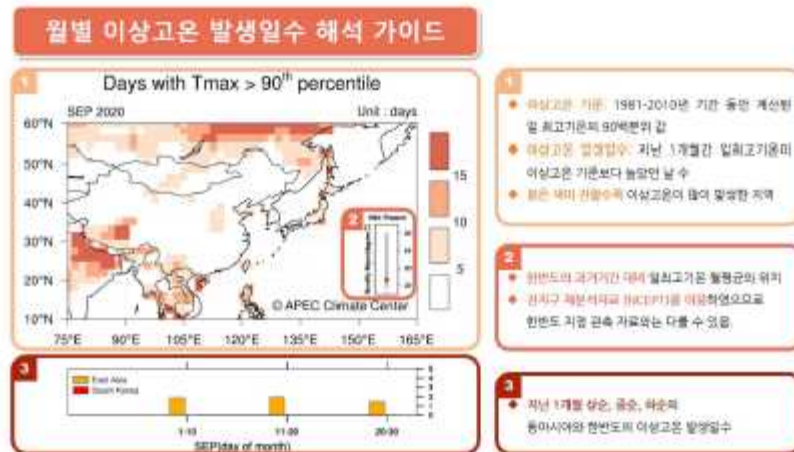 월별 이상고온 발생일수 해석 가이드
1
Days with Tmax > 90th percentile
SEP 2020 Unit : days
60°N
50°N
40°N
30°N
20°N
10°N
75°E 90°E 105°E 120°E 135°E 150°E 165°E
15
10
5
2
© APEC Climate Center
3
East Asia
South Korea
5
4
3
2
1
0
1-10 11-20
SEP(day of month)
1
이상고온 기준: 1981-2010년 기간 동안 계산된
일 최고기온의 90백분위 값
이상고온 발생일수: 지난 1개월간 일최고기온이
이상고온 기준보다 높았던 날 수
붉은 색이 진할수록 이상고온이 많이 발생한 지역
2
한반도의 과거기간 대비 일최고기온 월평균의 위치
전지구 재분석자료 를 이용하였으므로
한반도 지점 관측 자료와는 다를 수 있음
3
지난 1개월 상순, 중순, 하순의
동아시아와 한반도의 이상고온 발생일수